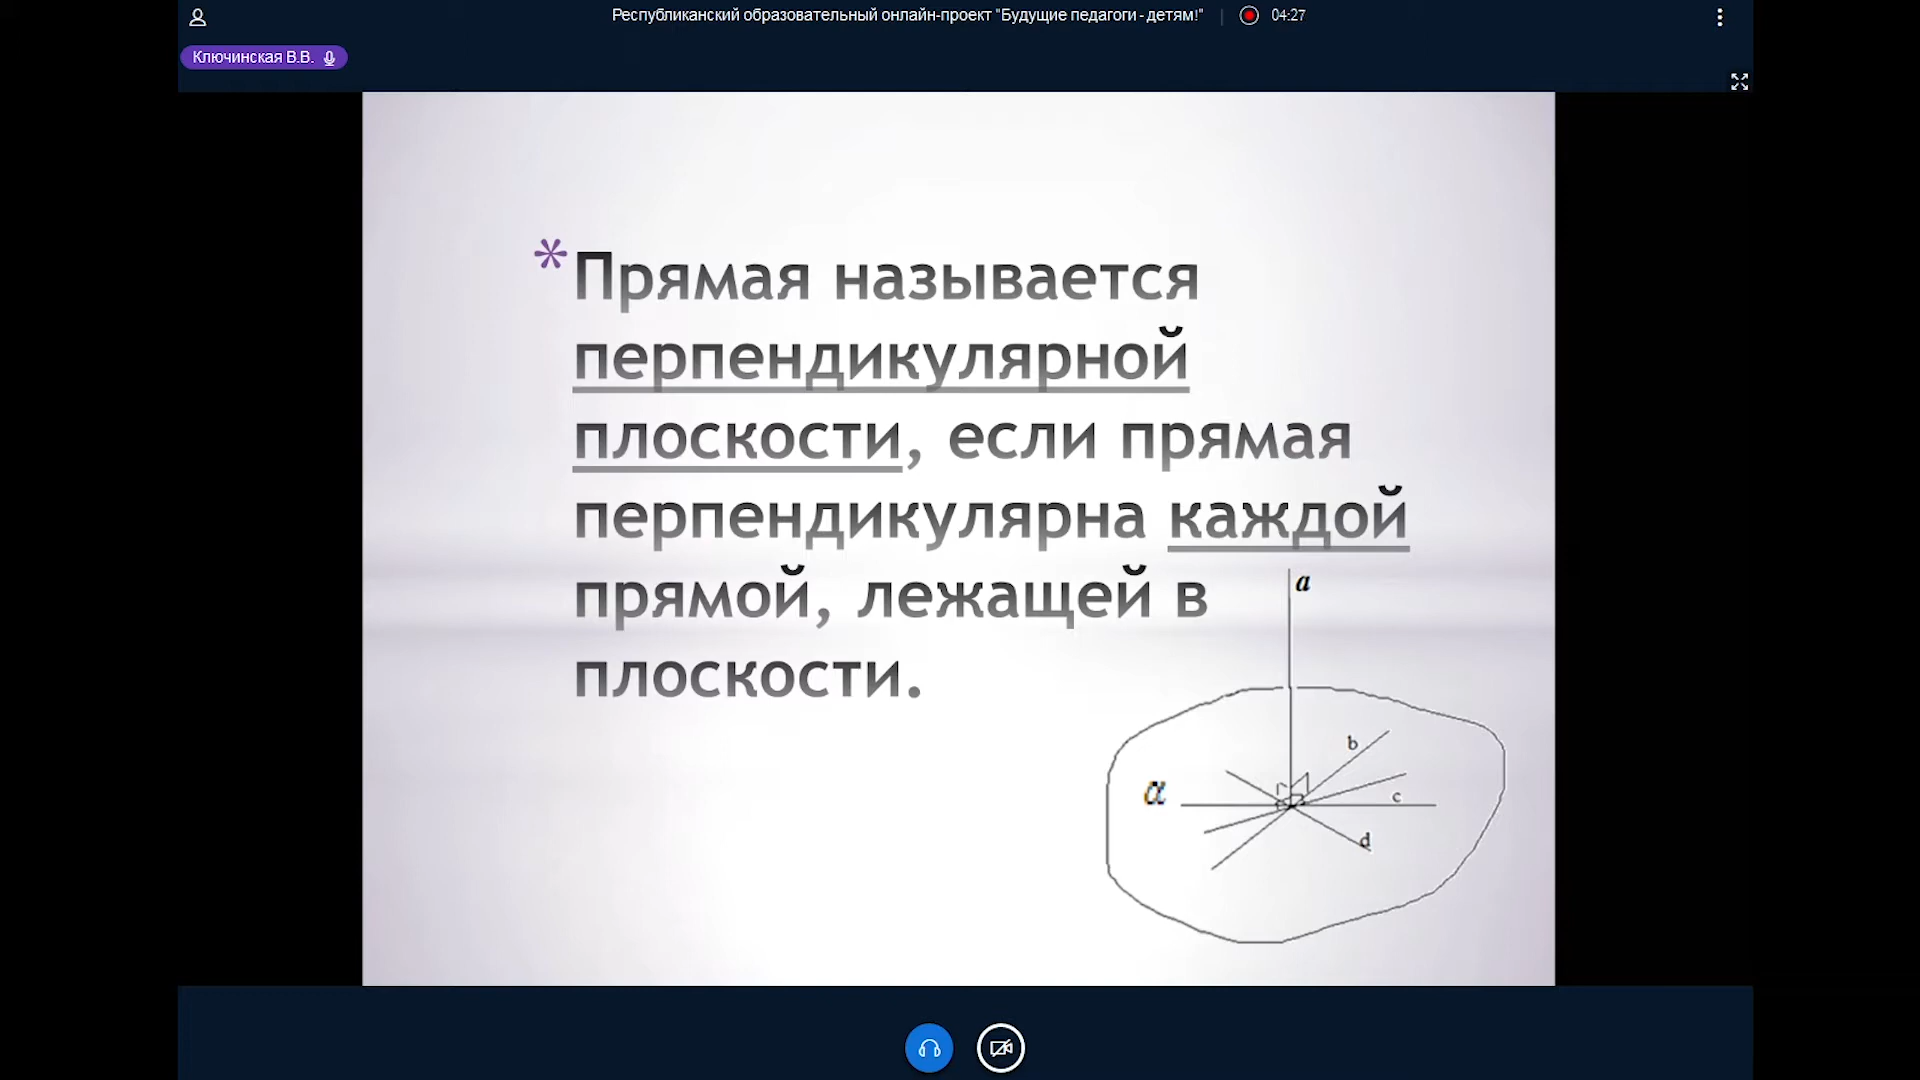 Республиканский образовательный онлайн-проект "Будущие педагоги - детям!" | 04:27
Ключинская В.В.
* Прямая называется
перпендикулярной
плоскости, если прямая
перпендикулярна каждой
прямой, лежащей в
плоскости.
a
b
α
c
d